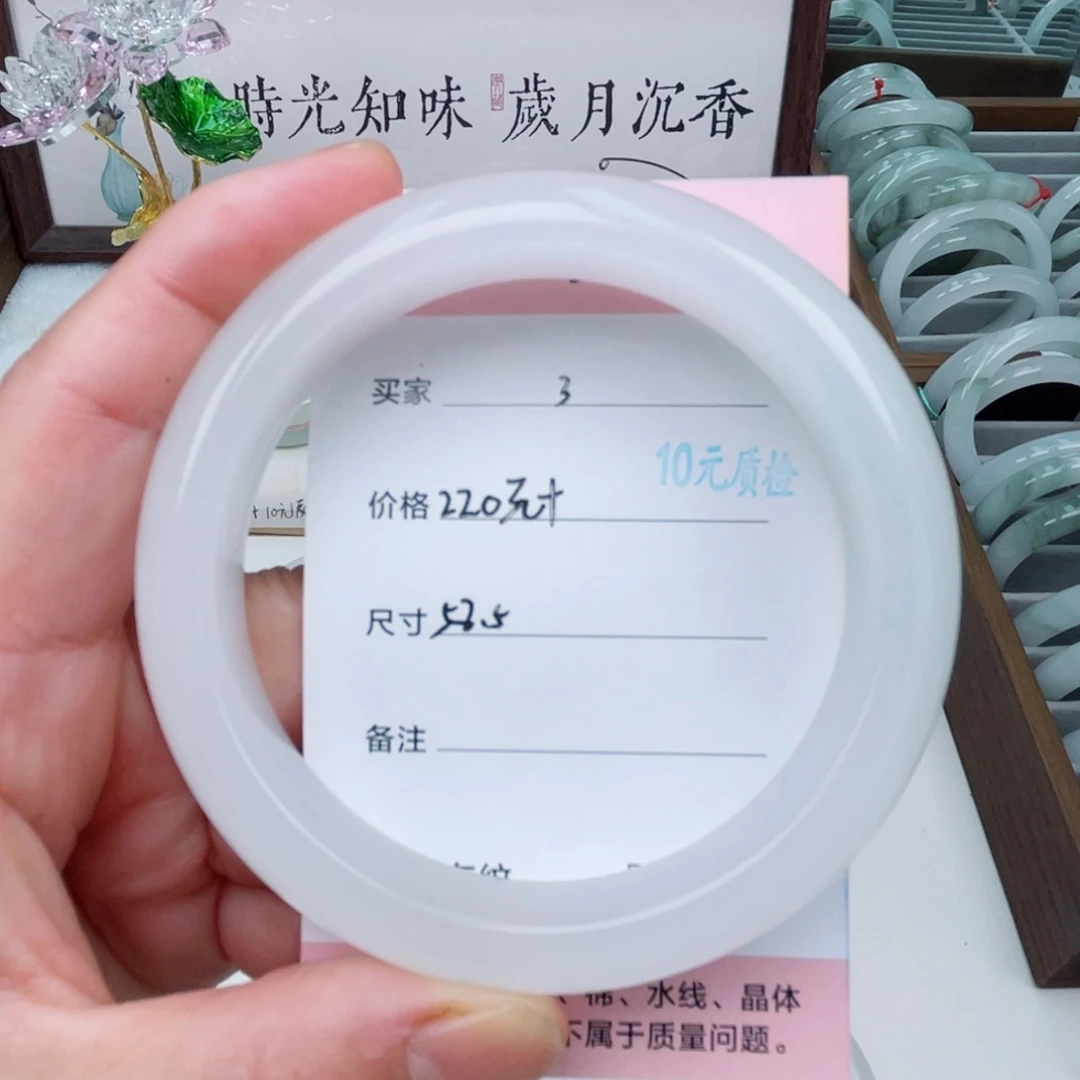 時光知味 歲月沉香
买家 3
10元质检
价格 220元+
尺寸 53.5
备注
、棉、水线、晶体
不属于质量问题。